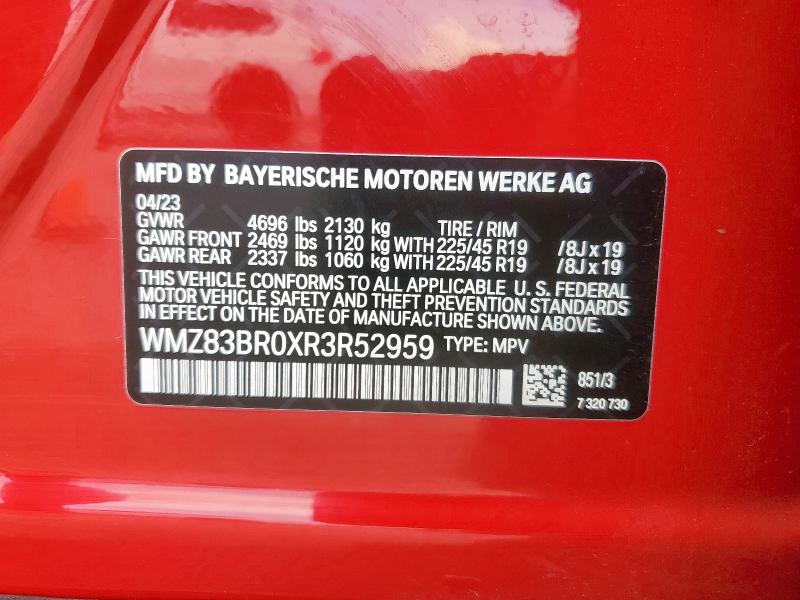 MFD BY BAYERISCHE MOTOREN WERKE AG
04/23
GVWR 4696 lbs 2130 kg TIRE / RIM
GAWR FRONT 2469 lbs 1120 kg WITH 225/45 R19 /8J x 19
GAWR REAR 2337 lbs 1060 kg WITH 225/45 R19 /8J x 19
THIS VEHICLE CONFORMS TO ALL APPLICABLE U. S. FEDERAL
MOTOR VEHICLE SAFETY AND THEFT PREVENTION STANDARDS
IN EFFECT ON THE DATE OF MANUFACTURE SHOWN ABOVE.
WMZ83BR0XR3R52959 TYPE: MPV
851/3
7 320 730